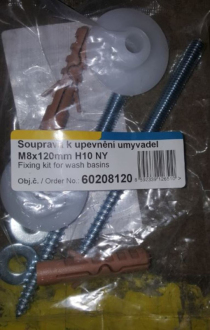 Souprava k upevnění umyvadel
M8x120mm H10 NY
Fixing kit for wash basins
Obj.č. / Order No.: 60208120